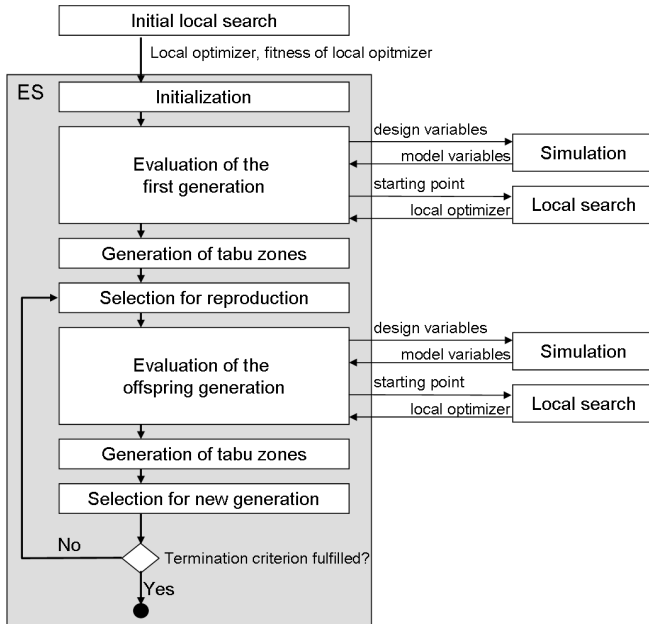 Initial local search
Local optimizer, fitness of local opitmizer
ES
Initialization
Evaluation of the
first generation
design variables
model variables
Simulation
starting point
local optimizer
Local search
Generation of tabu zones
Selection for reproduction
Evaluation of the
offspring generation
design variables
model variables
Simulation
starting point
local optimizer
Local search
Generation of tabu zones
Selection for new generation
No
Termination criterion fulfilled?
Yes